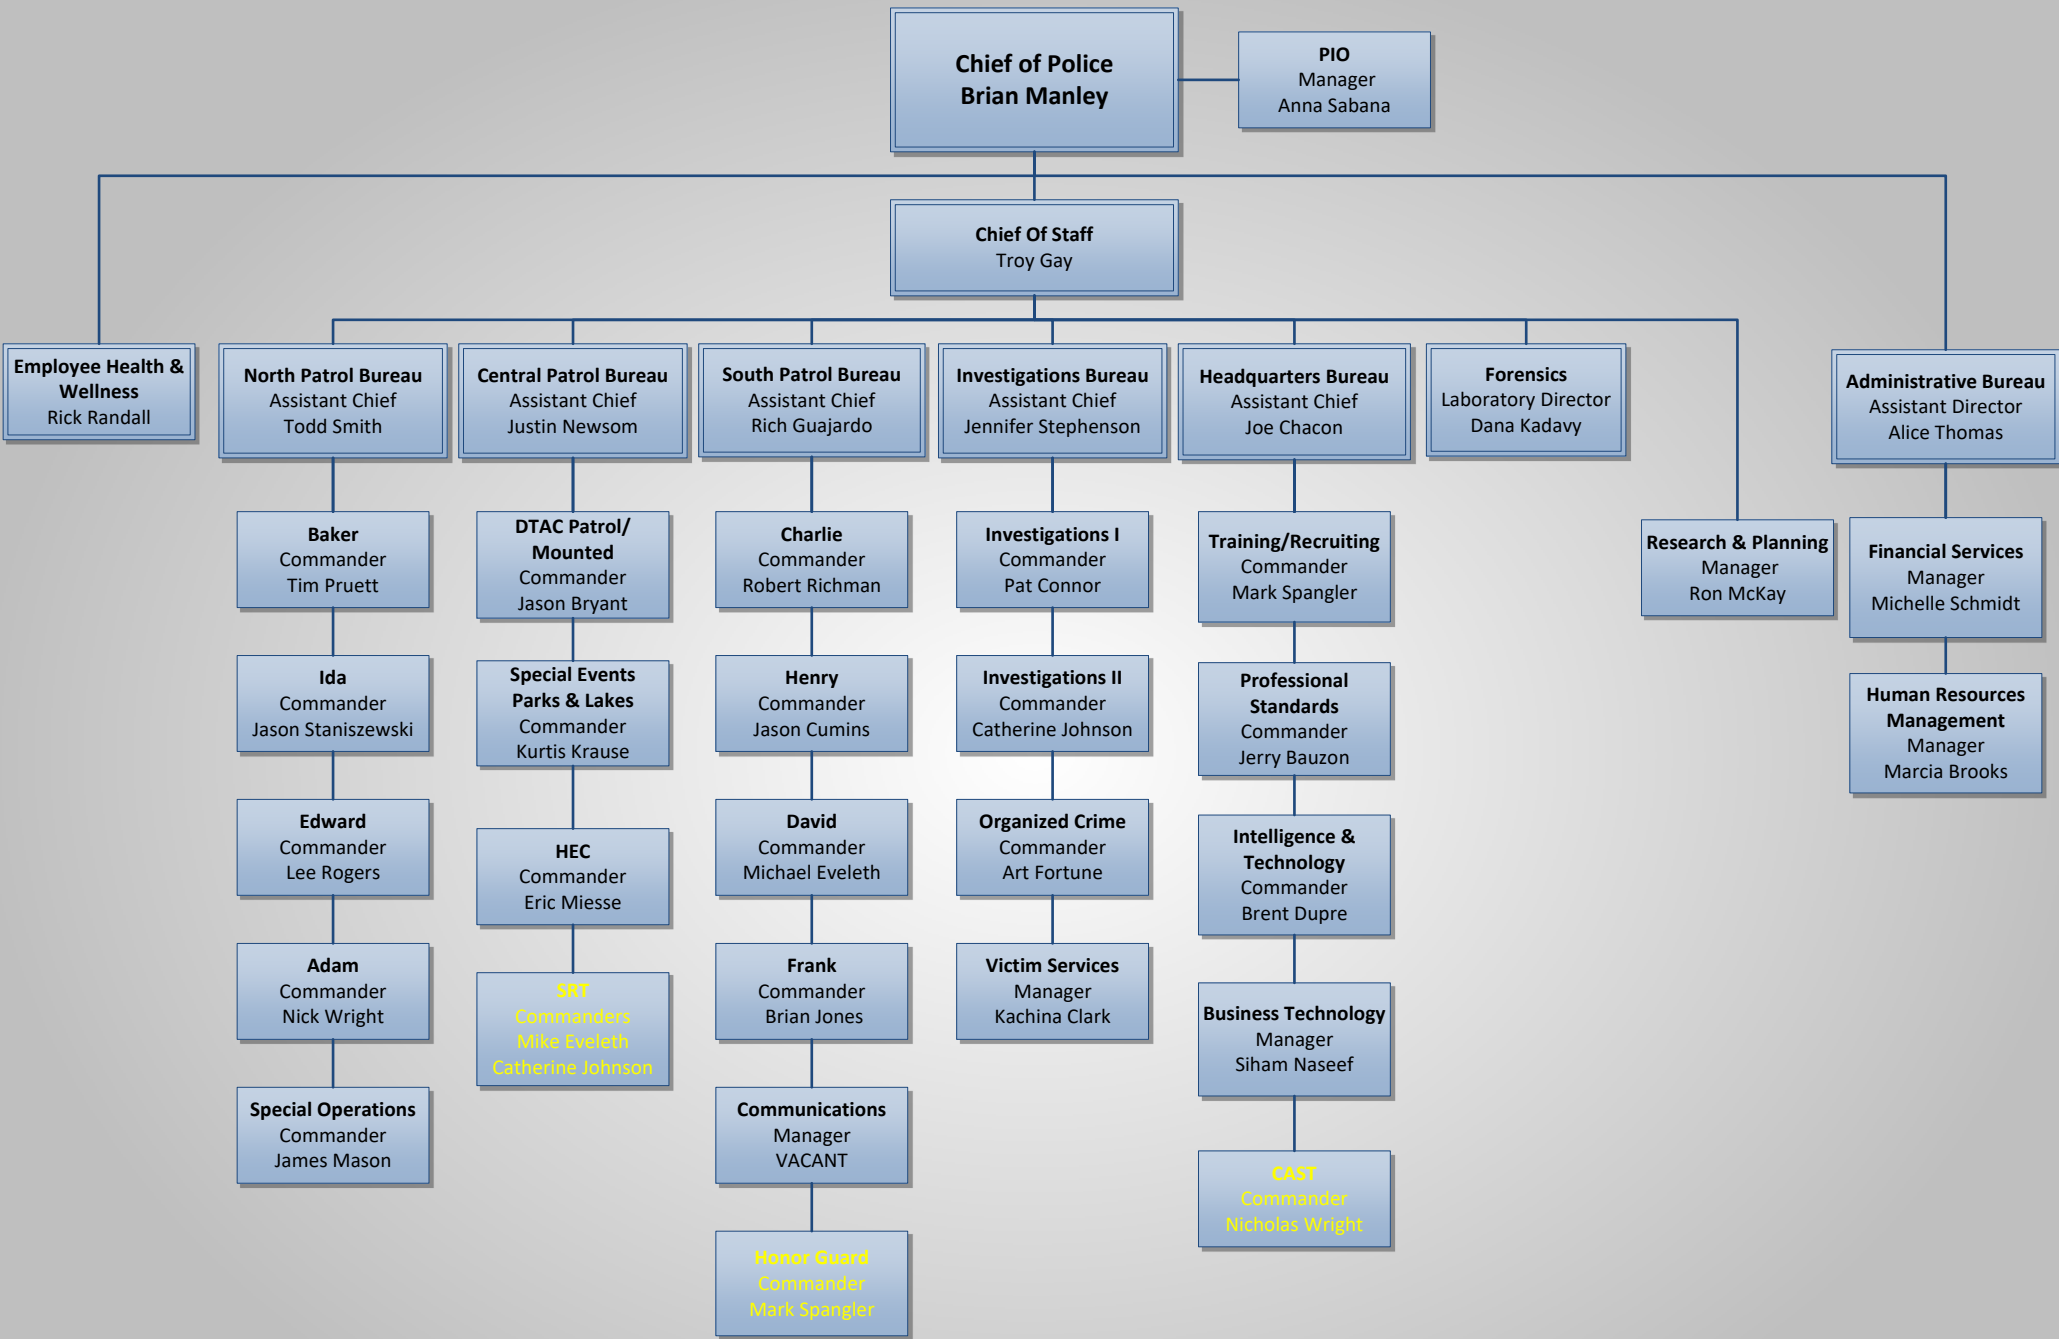 Chief of Police
Brian Manley
PIO
Manager
Anna Sabana
Chief Of Staff
Troy Gay
Employee Health &
Wellness
Rick Randall
North Patrol Bureau
Assistant Chief
Todd Smith
Central Patrol Bureau
Assistant Chief
Justin Newsom
South Patrol Bureau
Assistant Chief
Rich Guajardo
Investigations Bureau
Assistant Chief
Jennifer Stephenson
Headquarters Bureau
Assistant Chief
Joe Chacon
Forensics
Laboratory Director
Dana Kadavy
Administrative Bureau
Assistant Director
Alice Thomas
Baker
Commander
Tim Pruett
DTAC Patrol/
Mounted
Commander
Jason Bryant
Charlie
Commander
Robert Richman
Investigations I
Commander
Pat Connor
Training/Recruiting
Commander
Mark Spangler
Research & Planning
Manager
Ron McKay
Financial Services
Manager
Michelle Schmidt
Ida
Commander
Jason Staniszewski
Special Events
Parks & Lakes
Commander
Kurtis Krause
Henry
Commander
Jason Cumins
Investigations II
Commander
Catherine Johnson
Professional
Standards
Commander
Jerry Bauzon
Human Resources
Management
Manager
Marcia Brooks
Edward
Commander
Lee Rogers
HEC
Commander
Eric Miesse
David
Commander
Michael Eveleth
Organized Crime
Commander
Art Fortune
Intelligence &
Technology
Commander
Brent Dupre
Adam
Commander
Nick Wright
SRT
Commanders
Mike Eveleth
Catherine Johnson
Frank
Commander
Brian Jones
Victim Services
Manager
Kachina Clark
Business Technology
Manager
Siham Naseef
Special Operations
Commander
James Mason
Communications
Manager
VACANT
CAST
Commander
Nicholas Wright
Honor Guard
Commander
Mark Spangler